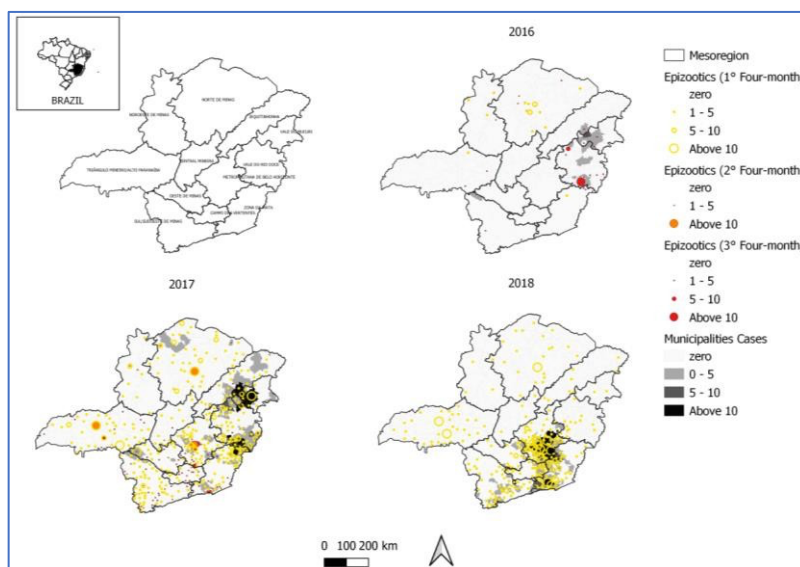 BRAZIL
NORTE DE MINAS
NOROESTE DE MINAS
JEQUITINHONHA
VALE DO MUCURI
CENTRAL MINEIRA
TRIÂNGULO MINEIRO/ALTO PARANAÍBA
VALE DO RIO DOCE
METROPOLITANA DE BELO HORIZONTE
OESTE DE MINAS
ZONA DA MATA
CAMPO DAS VERTENTES
SUL/SUDOESTE DE MINAS
2016
2017
2018
Mesoregion
Epizootics (1° Four-month
zero
1 - 5
5 - 10
Above 10
Epizootics (2° Four-month
zero
1 - 5
Above 10
Epizootics (3° Four-month
zero
1 - 5
5 - 10
Above 10
Municipalities Cases
zero
0 - 5
5 - 10
Above 10
0 100 200 km